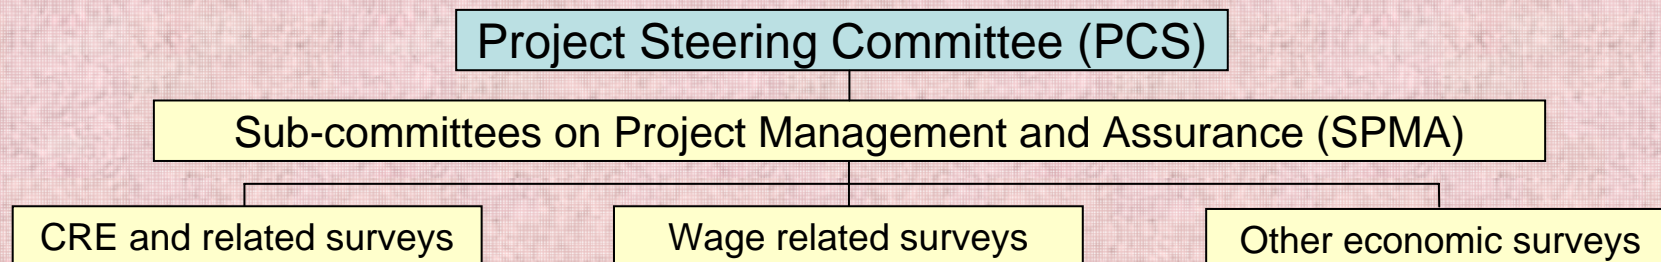 Project Steering Committee (PCS)
Sub-committees on Project Management and Assurance (SPMA)
CRE and related surveys
Wage related surveys
Other economic surveys